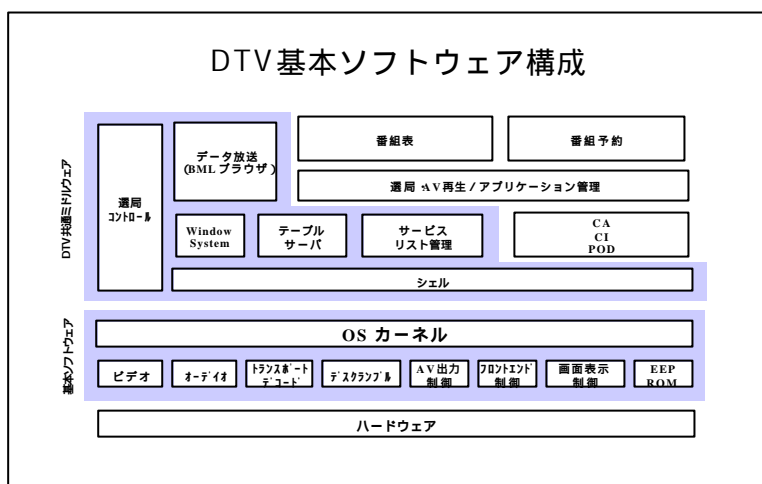 DTV基本ソフトウェア構成
DTV共通ミドルウェア
選局
コントロール
データ放送
(BMLブラウザ)
番組表
番組予約
選局・AV再生/アプリケーション管理
Window
System
テーブル
サーバ
サービス
リスト管理
CA
CI
POD
シェル
基本ソフトウェア
OS カーネル
ビデオ
オーデイオ
トランスポート
デコード
デスクランブル
AV出力
制御
フロントエンド
制御
画面表示
制御
EEP
ROM
ハードウェア